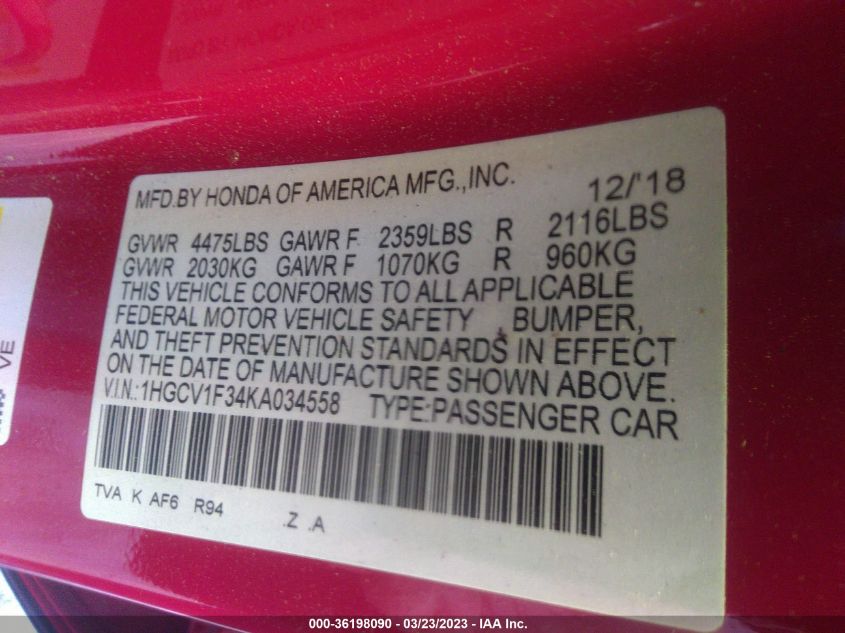 MFD.BY HONDA OF AMERICA MFG.,INC. 12/'18
GVWR 4475LBS GAWR F 2359LBS R 2116LBS
GVWR 2030KG GAWR F 1070KG R 960KG
THIS VEHICLE CONFORMS TO ALL APPLICABLE
FEDERAL MOTOR VEHICLE SAFETY , BUMPER,
AND THEFT PREVENTION STANDARDS IN EFFECT
ON THE DATE OF MANUFACTURE SHOWN ABOVE.
V.I.N.:1HGCV1F34KA034558 TYPE:PASSENGER CAR
TVA K AF6 R94 .Z .A
VE
000-36198090 - 03/23/2023 - IAA Inc.